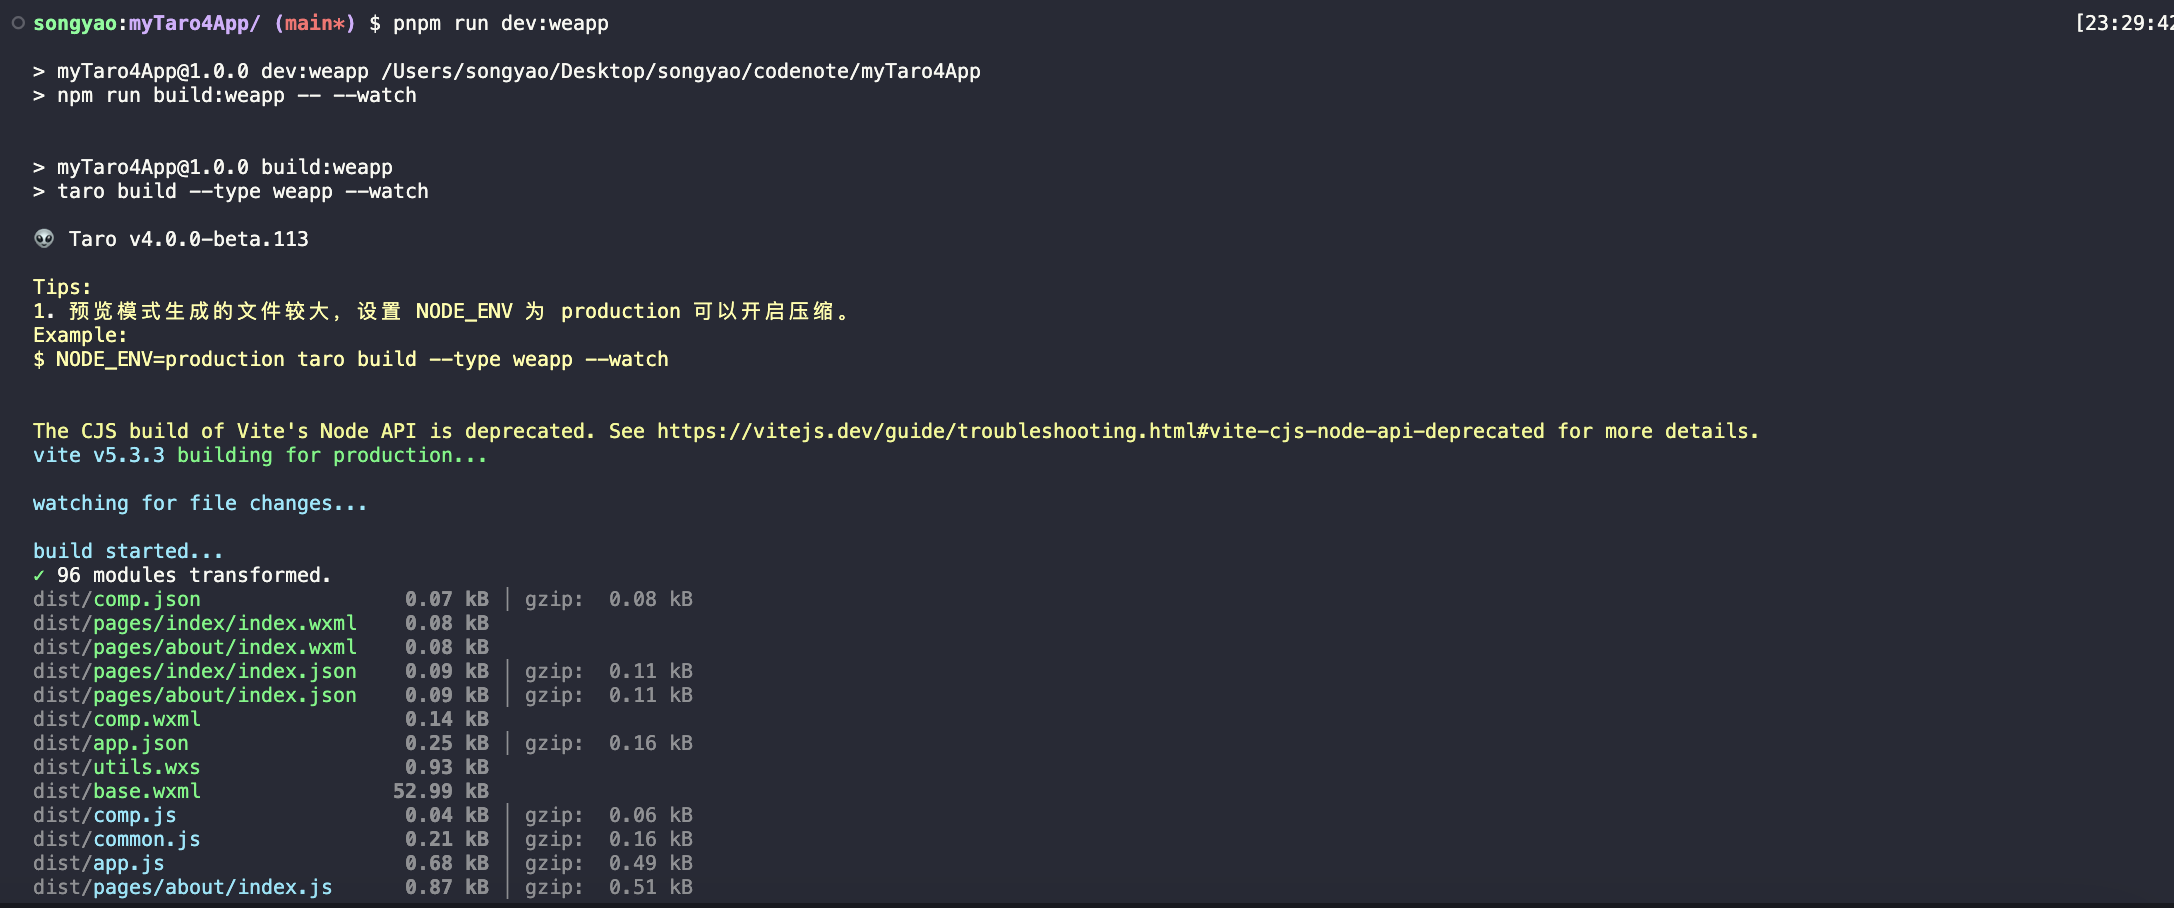 songyao:myTaro4App/ (main*) $ pnpm run dev:weapp [23:29:42
> myTaro4App@1.0.0 dev:weapp /Users/songyao/Desktop/songyao/codenote/myTaro4App
> npm run build:weapp -- --watch
> myTaro4App@1.0.0 build:weapp
> taro build --type weapp --watch
👽 Taro v4.0.0-beta.113
Tips:
1. 预览模式生成的文件较大，设置 NODE_ENV 为 production 可以开启压缩。
Example:
$ NODE_ENV=production taro build --type weapp --watch
The CJS build of Vite's Node API is deprecated. See https://vitejs.dev/guide/troubleshooting.html#vite-cjs-node-api-deprecated for more details.
vite v5.3.3 building for production...
watching for file changes...
build started...
✓ 96 modules transformed.
dist/comp.json 0.07 kB │ gzip: 0.08 kB
dist/pages/index/index.wxml 0.08 kB
dist/pages/about/index.wxml 0.08 kB
dist/pages/index/index.json 0.09 kB │ gzip: 0.11 kB
dist/pages/about/index.json 0.09 kB │ gzip: 0.11 kB
dist/comp.wxml 0.14 kB
dist/app.json 0.25 kB │ gzip: 0.16 kB
dist/utils.wxs 0.93 kB
dist/base.wxml 52.99 kB
dist/comp.js 0.04 kB │ gzip: 0.06 kB
dist/common.js 0.21 kB │ gzip: 0.16 kB
dist/app.js 0.68 kB │ gzip: 0.49 kB
dist/pages/about/index.js 0.87 kB │ gzip: 0.51 kB